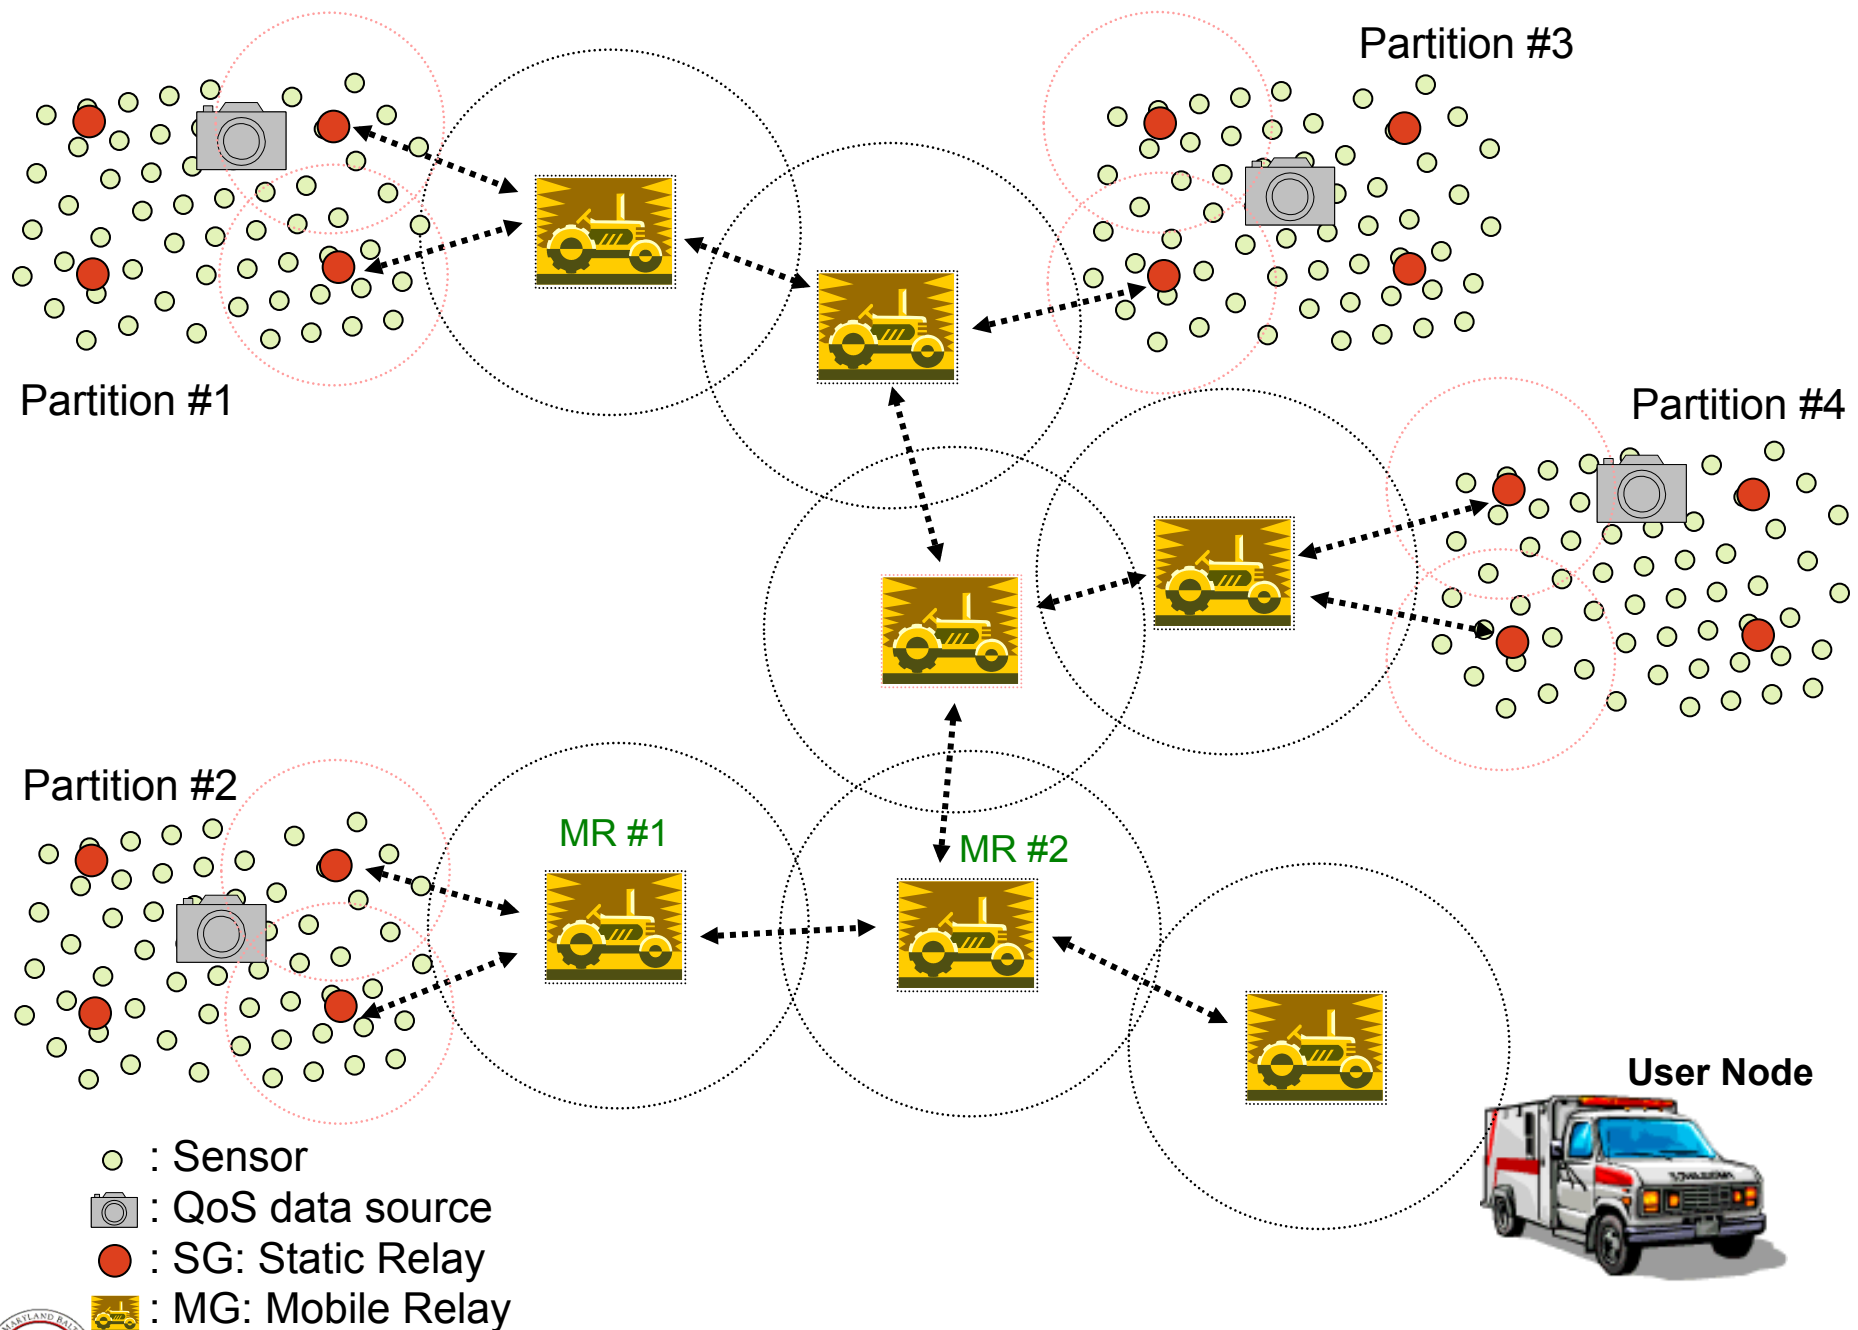 Partition #3
Partition #1
Partition #4
Partition #2
MR #1
MR #2
User Node
: Sensor
: QoS data source
: SG: Static Relay
: MG: Mobile Relay
MARYLAND